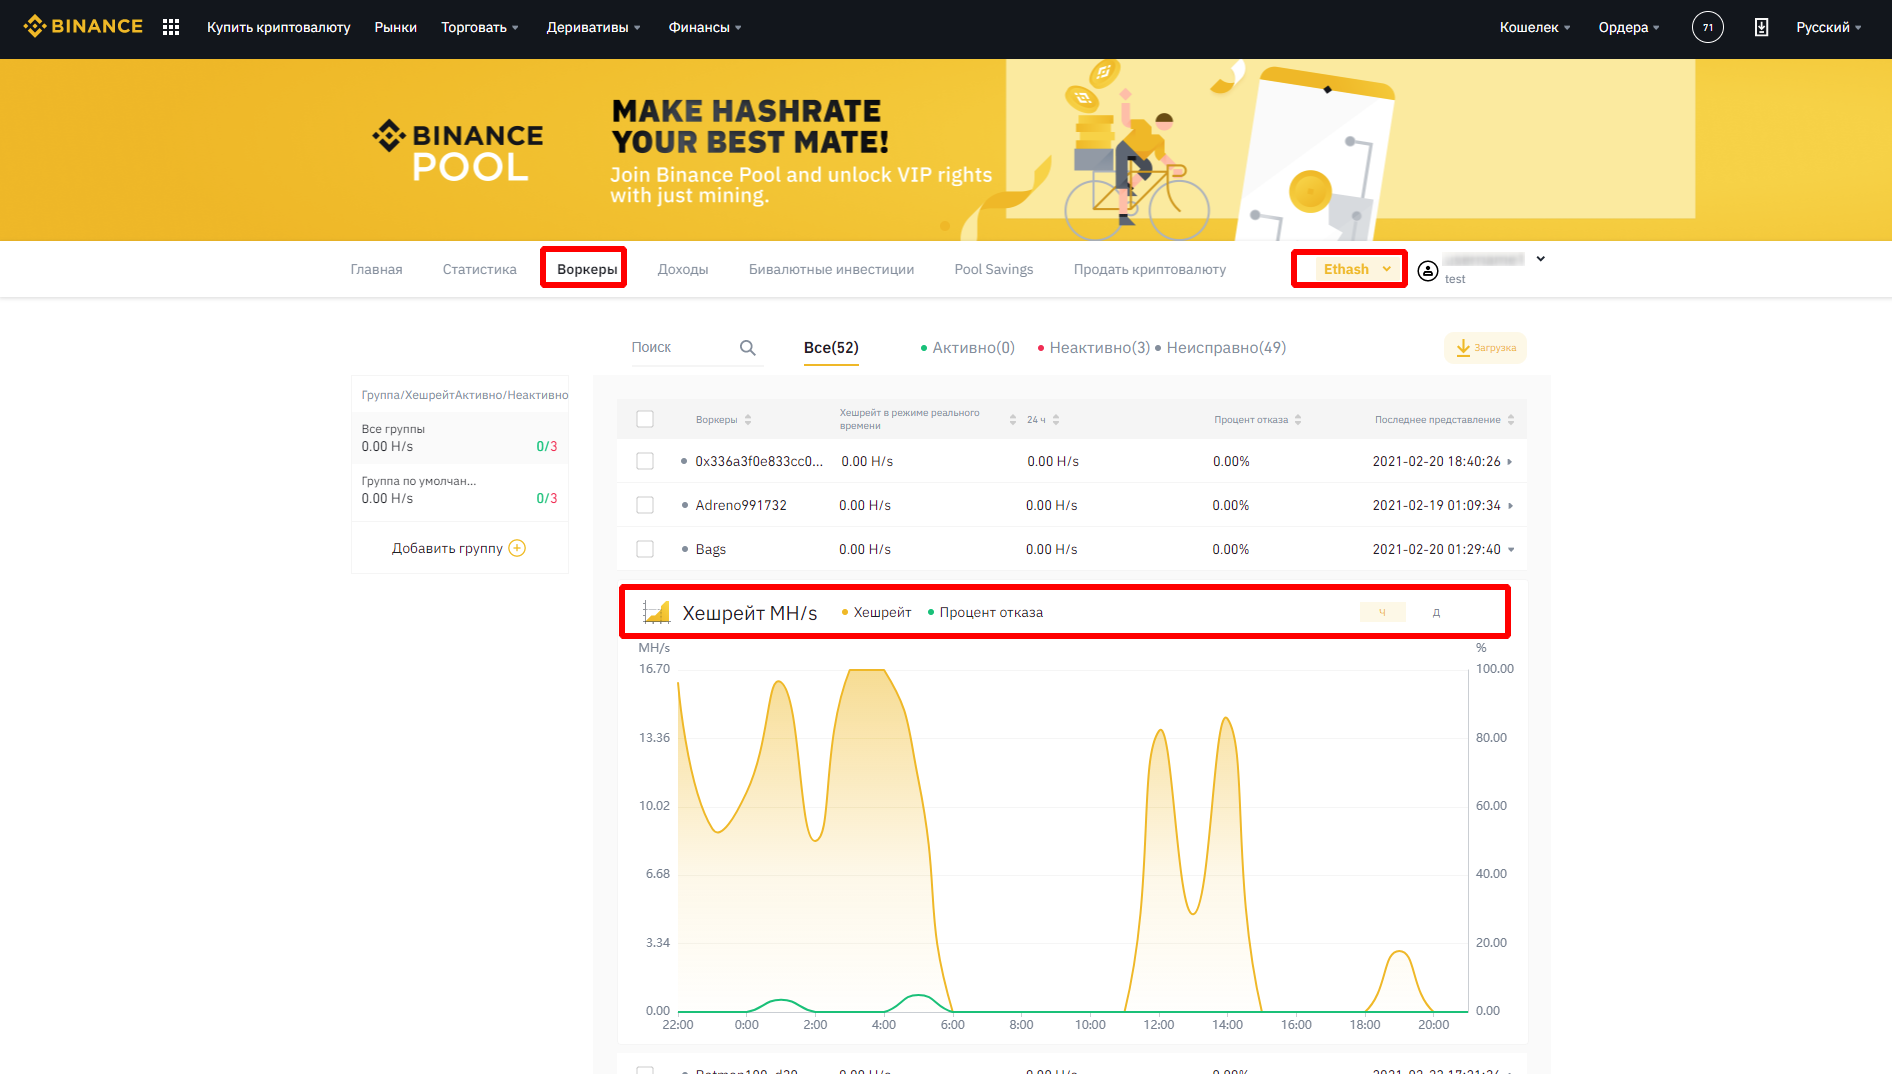 BINANCE Купить криптовалюту Рынки Торговать Деривативы Финансы Кошелек Ордера 71 Русский
BINANCE
POOL
MAKE HASHRATE
YOUR BEST MATE!
Join Binance Pool and unlock VIP rights
with just mining.
Главная Статистика Воркеры Доходы Бивалютные инвестиции Pool Savings Продать криптовалюту Ethash
test
Поиск Все(52) Активно(0) Неактивно(3) Неисправно(49) Загрузка
Группа/ХешрейтАктивно/Неактивно
Все группы
0.00 H/s 0/3
Группа по умолчан...
0.00 H/s 0/3
Добавить группу
Воркеры Хешрейт в режиме реального времени 24 ч Процент отказа Последнее представление
0x336a3f0e833cc0... 0.00 H/s 0.00 H/s 0.00% 2021-02-20 18:40:26
Adreno991732 0.00 H/s 0.00 H/s 0.00% 2021-02-19 01:09:34
Bags 0.00 H/s 0.00 H/s 0.00% 2021-02-20 01:29:40
Хешрейт MH/s Хешрейт Процент отказа Ч Д
MH/s %
16.70 100.00
13.36 80.00
10.02 60.00
6.68 40.00
3.34 20.00
0.00 0.00
22:00 0:00 2:00 4:00 6:00 8:00 10:00 12:00 14:00 16:00 18:00 20:00